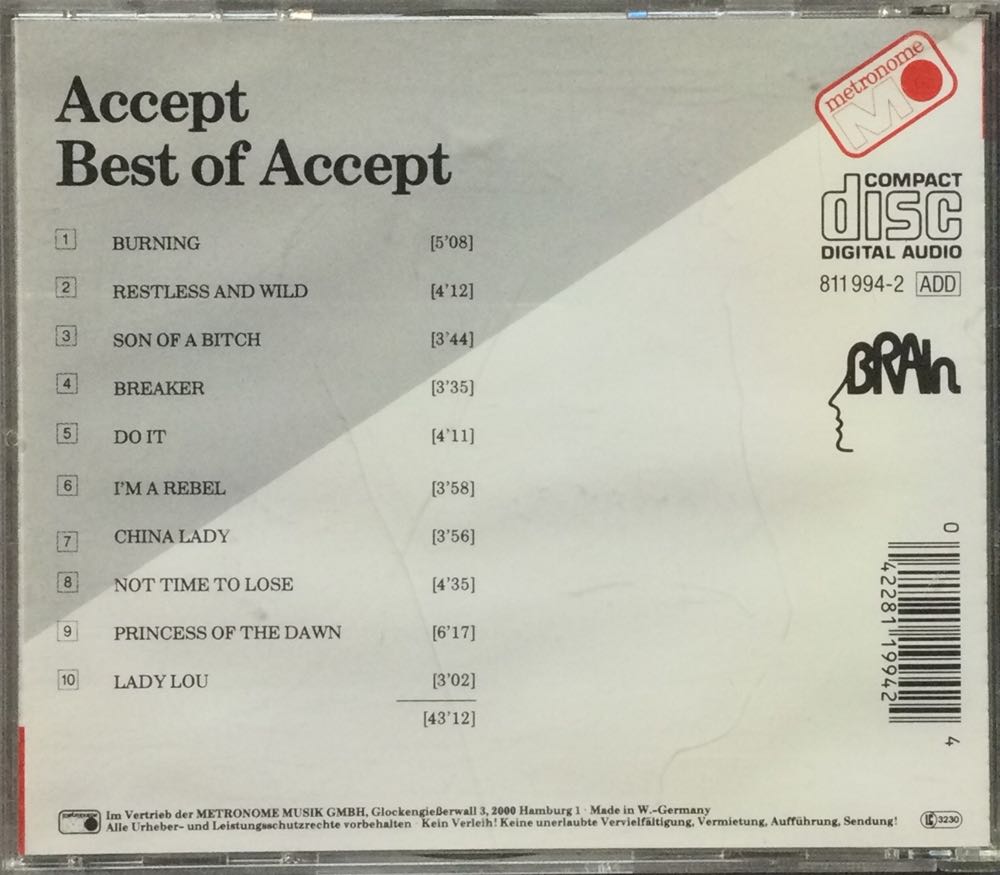 Accept
Best of Accept
metronome
M
COMPACT
disc
DIGITAL AUDIO
811 994-2 ADD
BRAIn
1 BURNING [5'08]
2 RESTLESS AND WILD [4'12]
3 SON OF A BITCH [3'44]
4 BREAKER [3'35]
5 DO IT [4'11]
6 I'M A REBEL [3'58]
7 CHINA LADY [3'56]
8 NOT TIME TO LOSE [4'35]
9 PRINCESS OF THE DAWN [6'17]
10 LADY LOU [3'02]
[43'12]
0 42281 19942 4
metronome
Im Vertrieb der METRONOME MUSIK GMBH, Glockengießerwall 3, 2000 Hamburg 1 · Made in W.-Germany
Alle Urheber- und Leistungsschutzrechte vorbehalten · Kein Verleih! Keine unerlaubte Vervielfältigung, Vermietung, Aufführung, Sendung!
LC 3230